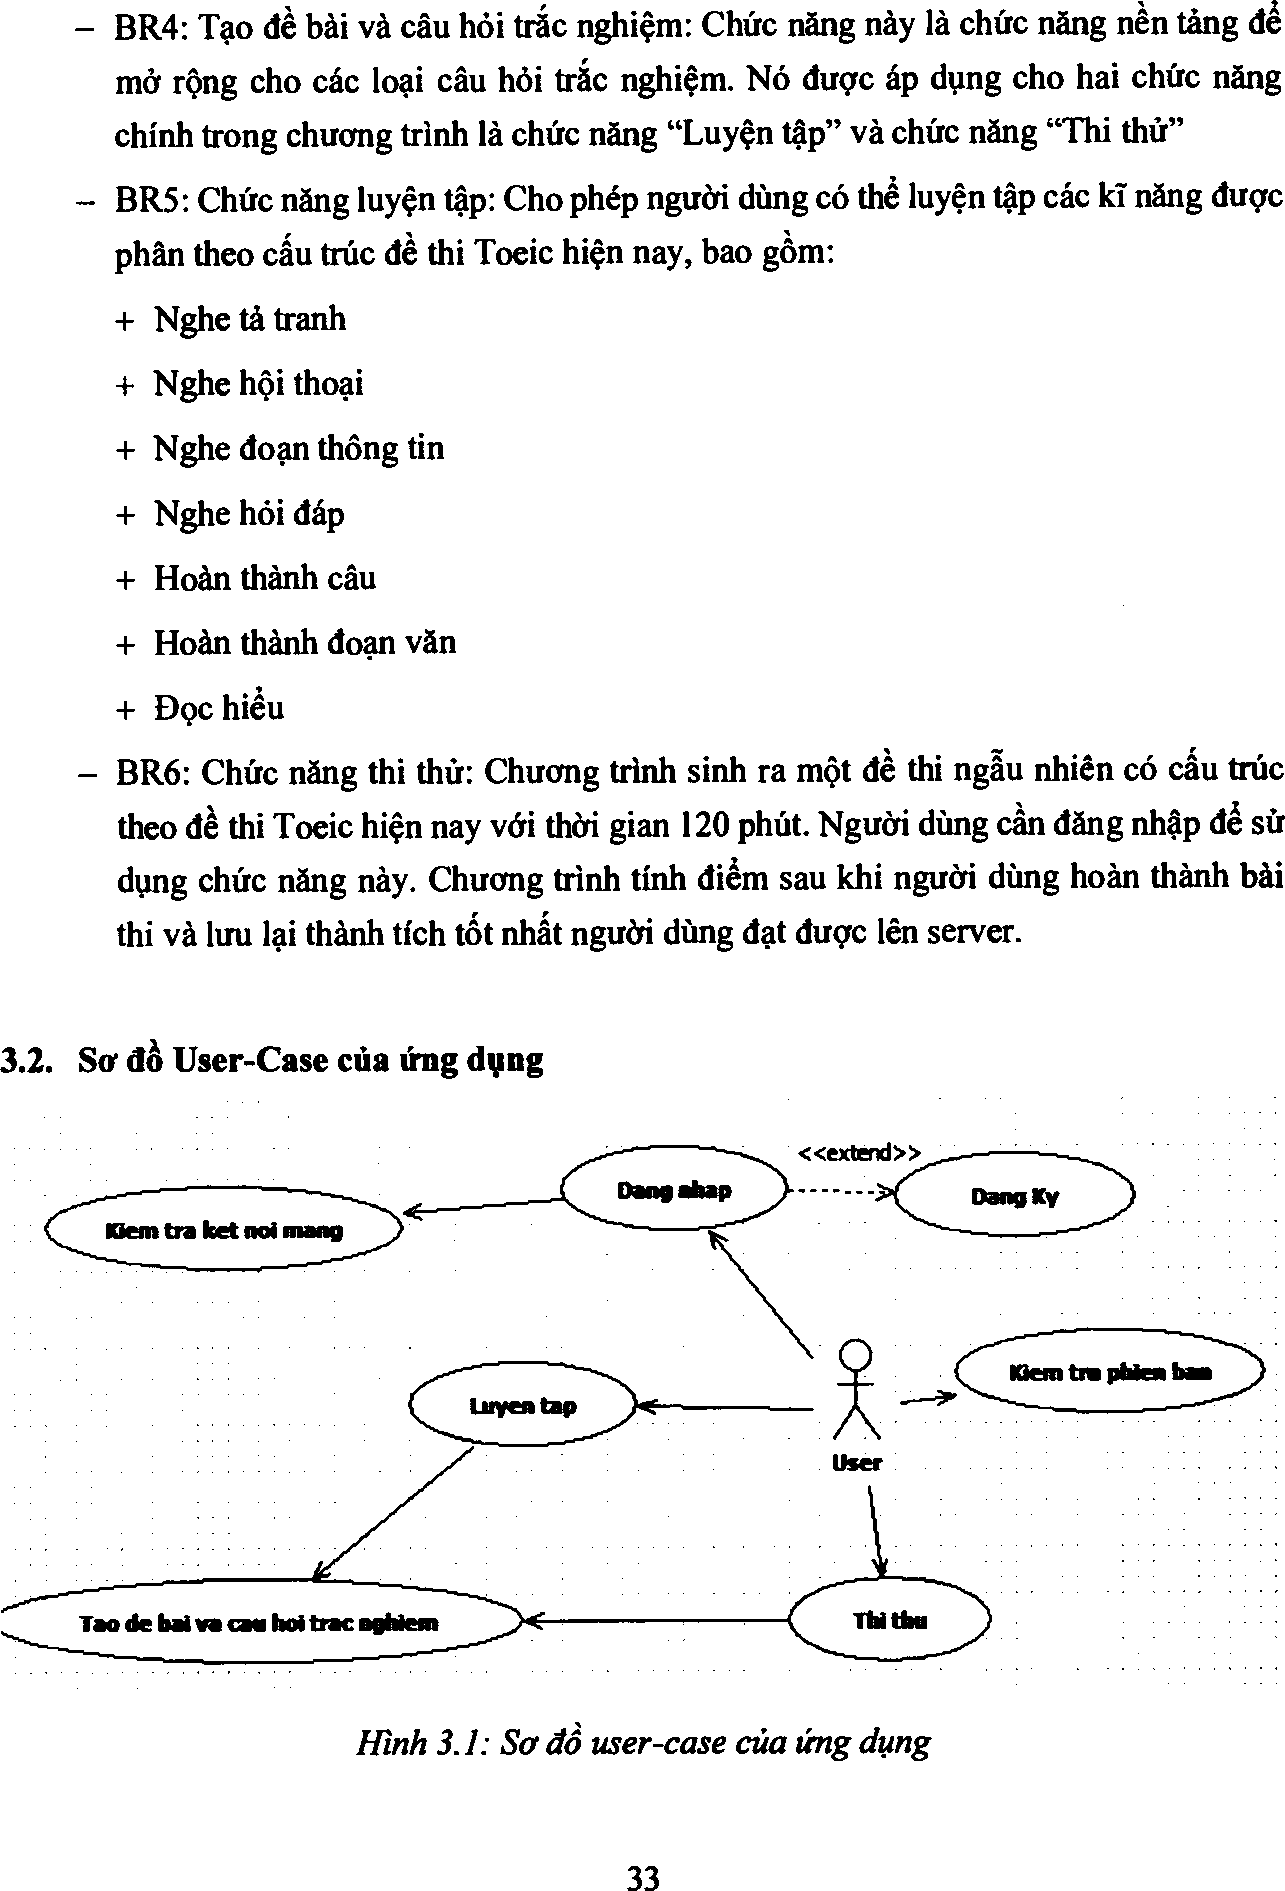 – BR4: Tạo đề bài và câu hỏi trắc nghiệm: Chức năng này là chức năng nền tảng để
mở rộng cho các loại câu hỏi trắc nghiệm. Nó được áp dụng cho hai chức năng
chính trong chương trình là chức năng “Luyện tập” và chức năng “Thi thử”
– BR5: Chức năng luyện tập: Cho phép người dùng có thể luyện tập các kĩ năng được
phân theo cấu trúc đề thi Toeic hiện nay, bao gồm:
+ Nghe tả tranh
+ Nghe hội thoại
+ Nghe đoạn thông tin
+ Nghe hỏi đáp
+ Hoàn thành câu
+ Hoàn thành đoạn văn
+ Đọc hiểu
– BR6: Chức năng thi thử: Chương trình sinh ra một đề thi ngẫu nhiên có cấu trúc
theo đề thi Toeic hiện nay với thời gian 120 phút. Người dùng cần đăng nhập để sử
dụng chức năng này. Chương trình tính điểm sau khi người dùng hoàn thành bài
thi và lưu lại thành tích tốt nhất người dùng đạt được lên server.
3.2. Sơ đồ User-Case của ứng dụng
<<extend>>
Dang nhap
Dang Ky
Kiem tra ket noi mang
Kiem tra phien ban
Luyen tap
User
Tao de bai va cau hoi trac nghiem
Thi thu
Hình 3.1: Sơ đồ user-case của ứng dụng
33